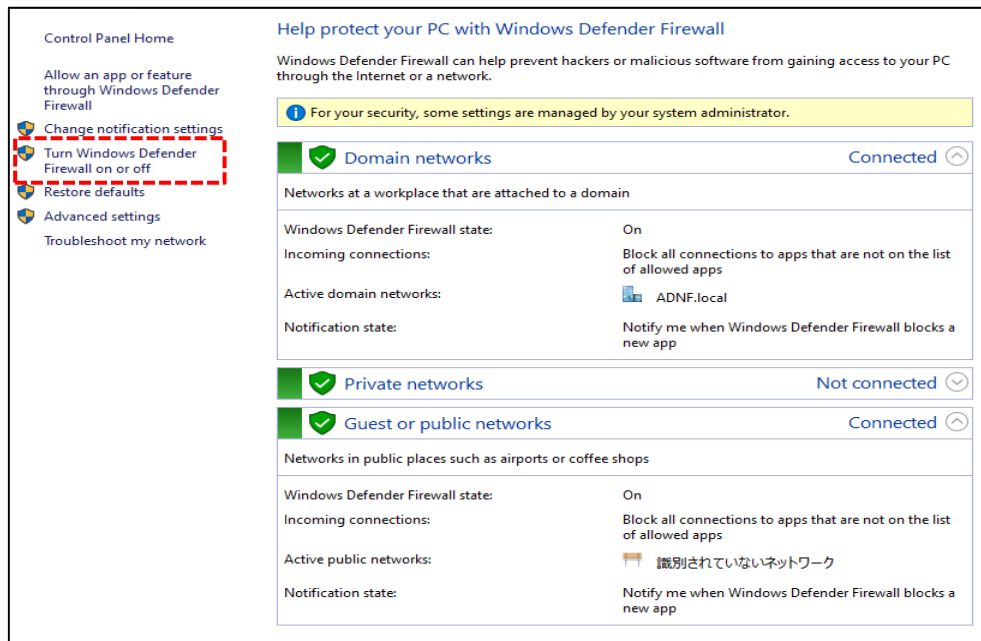 Control Panel Home
Allow an app or feature
through Windows Defender
Firewall
Change notification settings
Turn Windows Defender
Firewall on or off
Restore defaults
Advanced settings
Troubleshoot my network
Help protect your PC with Windows Defender Firewall
Windows Defender Firewall can help prevent hackers or malicious software from gaining access to your PC
through the Internet or a network.
For your security, some settings are managed by your system administrator.
Domain networks Connected
Networks at a workplace that are attached to a domain
Windows Defender Firewall state: On
Incoming connections: Block all connections to apps that are not on the list
of allowed apps
Active domain networks: ADNF.local
Notification state: Notify me when Windows Defender Firewall blocks a
new app
Private networks Not connected
Guest or public networks Connected
Networks in public places such as airports or coffee shops
Windows Defender Firewall state: On
Incoming connections: Block all connections to apps that are not on the list
of allowed apps
Active public networks: 識別されていないネットワーク
Notification state: Notify me when Windows Defender Firewall blocks a
new app